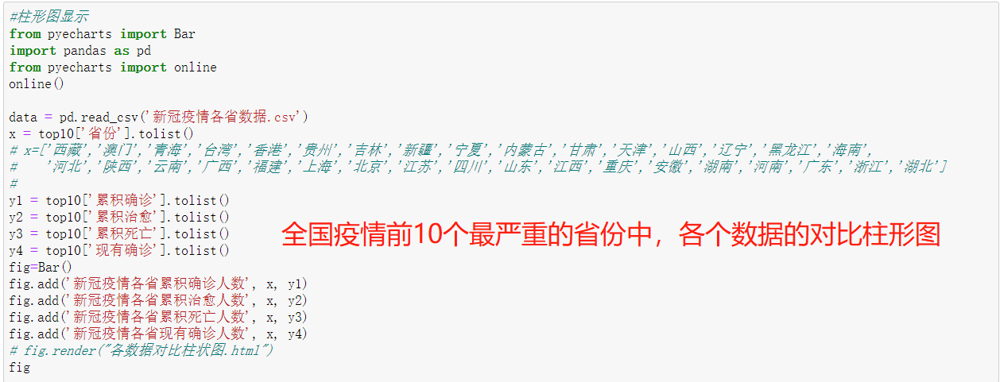 #柱形图显示
from pyecharts import Bar
import pandas as pd
from pyecharts import online
online()
data = pd.read_csv('新冠疫情各省数据.csv')
x = top10['省份'].tolist()
# x=['西藏','澳门','青海','台湾','香港','贵州','吉林','新疆','宁夏','内蒙古','甘肃','天津','山西','辽宁','黑龙江','海南',
#    '河北','陕西','云南','广西','福建','上海','北京','江苏','四川','山东','江西','重庆','安徽','湖南','河南','广东','浙江','湖北']
#
y1 = top10['累积确诊'].tolist()
y2 = top10['累积治愈'].tolist()
y3 = top10['累积死亡'].tolist()
y4 = top10['现有确诊'].tolist()
全国疫情前10个最严重的省份中，各个数据的对比柱形图
fig=Bar()
fig.add('新冠疫情各省累积确诊人数', x, y1)
fig.add('新冠疫情各省累积治愈人数', x, y2)
fig.add('新冠疫情各省累积死亡人数', x, y3)
fig.add('新冠疫情各省现有确诊人数', x, y4)
# fig.render("各数据对比柱状图.html")
fig